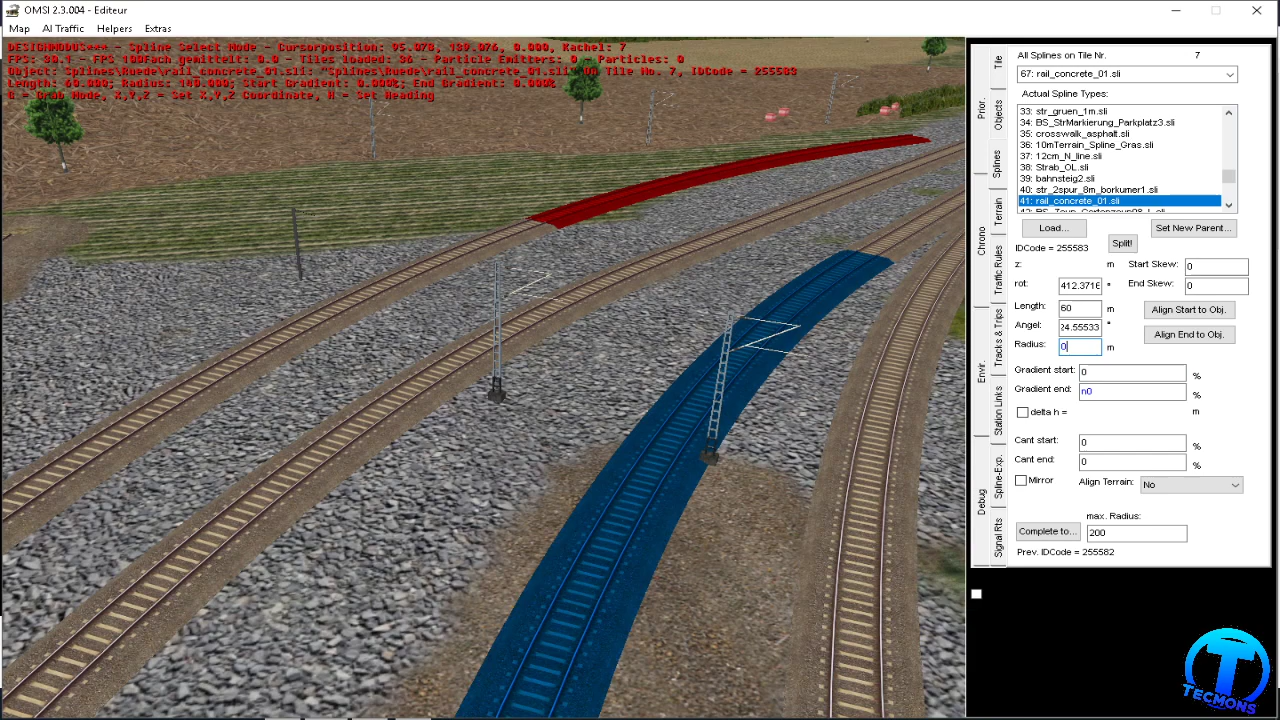 OMSI 2.3.004 - Editeur
Map AI Traffic Helpers Extras
DESIGNMODUS*** - Spline Select Mode - Cursorposition: 95.078, 139.076, 0.000, Kachel: 7
FPS: 30.1 - FPS 100fach gemittelt: 0.0 - Tiles loaded: 36 - Particle Emitters: 0 - Particles: 0
Object: Splines\Ruede\rail_concrete_01.sli: "Splines\Ruede\rail_concrete_01.sli" On Tile No. 7, IDCode = 255583
Length: 60.000; Radius: 140.000; Start Gradient: 0.000%; End Gradient: 0.000%
G = Grab Mode, X,Y,Z = Set X,Y,Z Coordinate, H = Set Heading
Prior.
Chrono
Envir.
Debug
Tile
Objects
Splines
Terrain
Traffic Rules
Tracks & Trips
Station Links
Spline-Exp.
Signal Rts
All Splines on Tile Nr. 7
67: rail_concrete_01.sli
Actual Spline Types:
33: str_gruen_1m.sli
34: BS_StrMarkierung_Parkplatz3.sli
35: crosswalk_asphalt.sli
36: 10mTerrain_Spline_Gras.sli
37: 12cm_N_line.sli
38: Strab_OL.sli
39: bahnsteig2.sli
40: str_2spur_8m_borkumer1.sli
41: rail_concrete_01.sli
Load... Set New Parent...
IDCode = 255583 Split!
z: m Start Skew: 0
rot: 412.3716 ° End Skew: 0
Length: 60 m Align Start to Obj.
Angel: 24.55533 ° Align End to Obj.
Radius: 0 m
Gradient start: 0 %
Gradient end: n0 %
delta h = m
Cant start: 0 %
Cant end: 0 %
Mirror Align Terrain: No
max. Radius:
Complete to... 200
Prev. IDCode = 255582
T
TECMONS